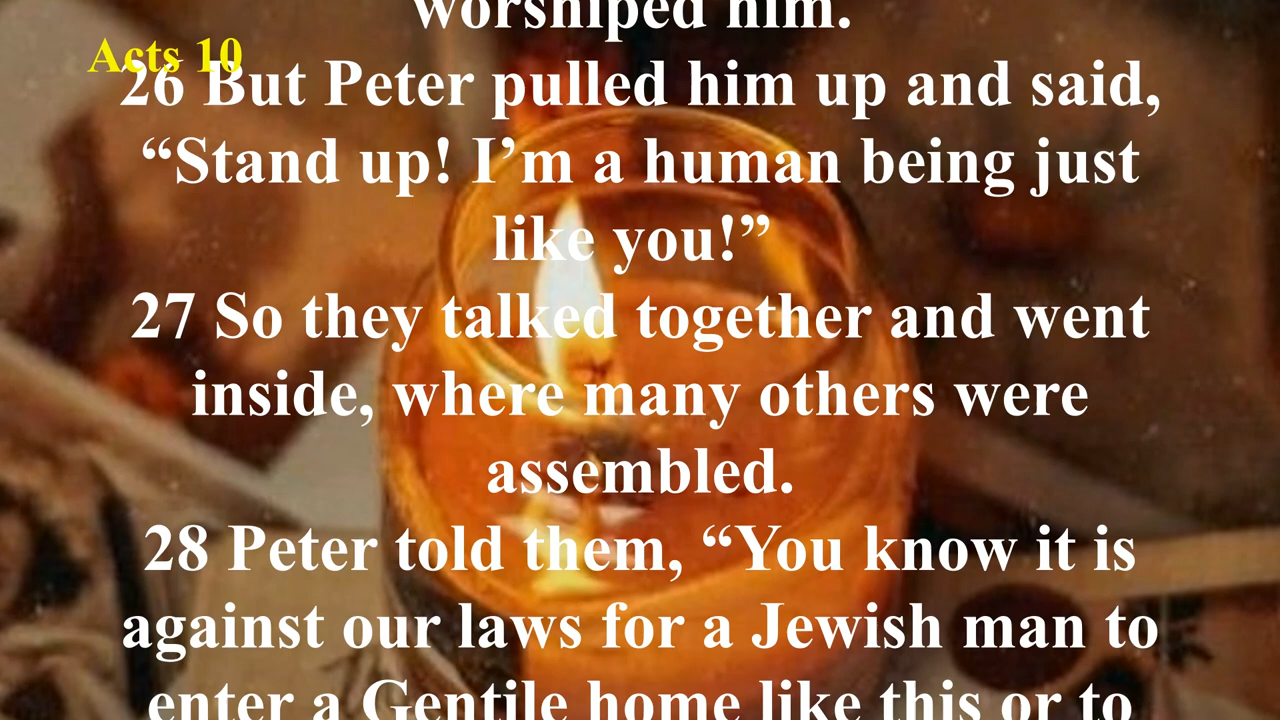 worshiped him.
Acts 10
26 But Peter pulled him up and said,
“Stand up! I’m a human being just
like you!”
27 So they talked together and went
inside, where many others were
assembled.
28 Peter told them, “You know it is
against our laws for a Jewish man to
enter a Gentile home like this or to